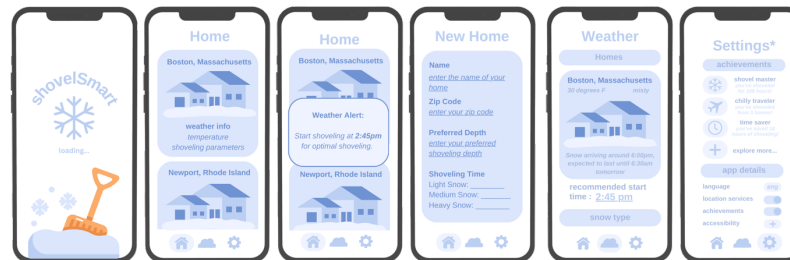 shovelSmart
loading...
Home
Boston, Massachusetts
weather info
temperature
shoveling parameters
Newport, Rhode Island
Home
Boston, Massachusetts
Weather Alert:
Start shoveling at 2:45pm
for optimal shoveling.
Newport, Rhode Island
New Home
Name
enter the name of your
home
Zip Code
enter your zip code
Preferred Depth
enter your preferred
shoveling depth
Shoveling Time
Light Snow: _______
Medium Snow: ______
Heavy Snow: _______
Weather
Homes
Boston, Massachusetts
30 degrees F misty
Snow arriving around 6:00pm,
expected to last until 6:30am
tomorrow
recommended start
time : 2:45 pm
snow type
Settings*
achievements
shovel master
chilly traveler
time saver
explore more...
app details
language
location services
achievements
accessibility